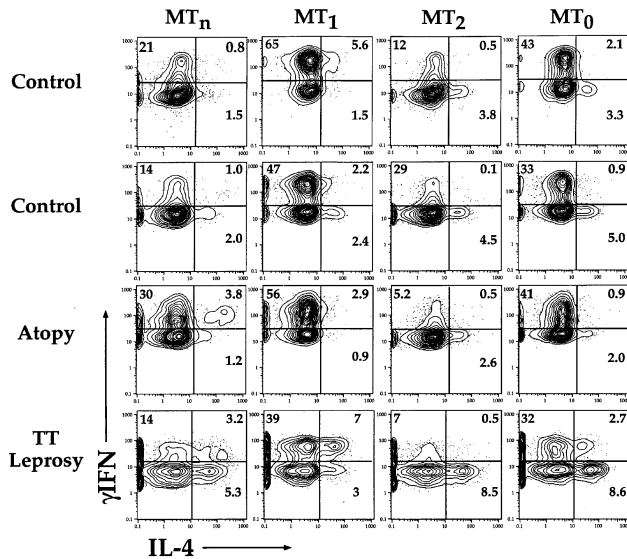 MTn MT1 MT2 MT0
Control
21 0.8 1.5
65 5.6 1.5
12 0.5 3.8
43 2.1 3.3
Control
14 1.0 2.0
47 2.2 2.4
29 0.1 4.5
33 0.9 5.0
Atopy
30 3.8 1.2
56 2.9 0.9
5.2 0.5 2.6
41 0.9 2.0
TT
Leprosy
14 3.2 5.3
39 7 3
7 0.5 8.5
32 2.7 8.6
γIFN
IL-4